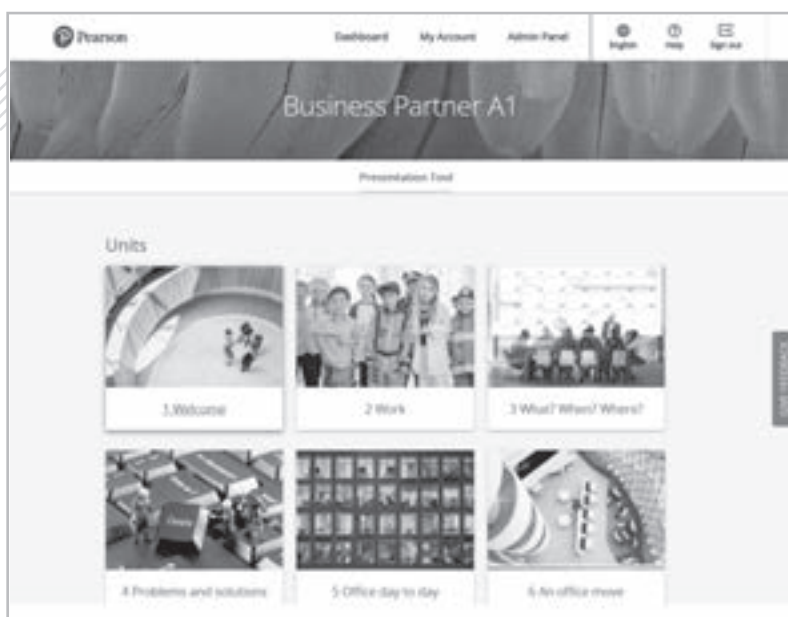 Pearson
Dashboard My Account Admin Panel English Help Sign out
Business Partner A1
Presentation Tool
Units
1 Welcome 2 Work 3 What? When? Where?
4 Problems and solutions 5 Office day to day 6 An office move